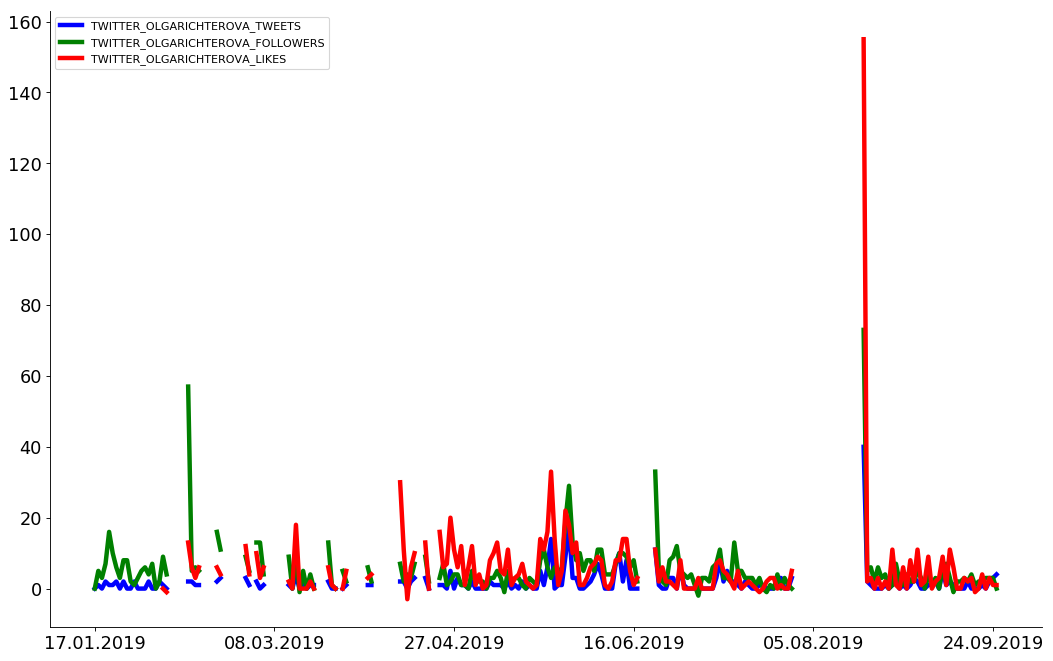 TWITTER_OLGARICHTEROVA_TWEETS
TWITTER_OLGARICHTEROVA_FOLLOWERS
TWITTER_OLGARICHTEROVA_LIKES
160
140
120
100
80
60
40
20
0
17.01.2019 08.03.2019 27.04.2019 16.06.2019 05.08.2019 24.09.2019